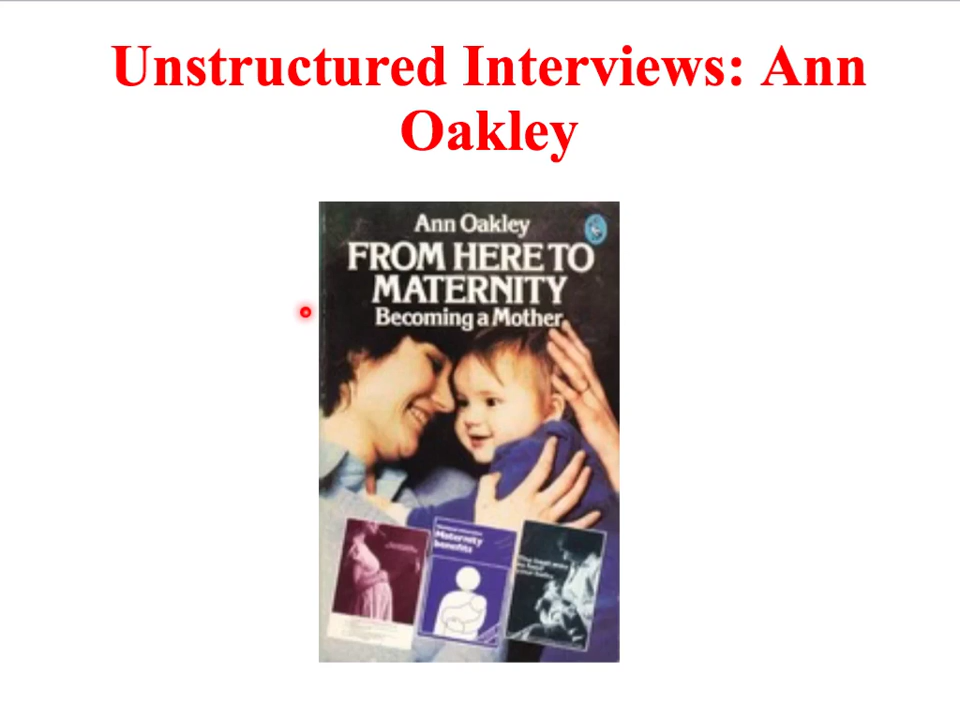 Unstructured Interviews: Ann
Oakley
Ann Oakley
FROM HERE TO
MATERNITY
Becoming a Mother
Maternity
benefits